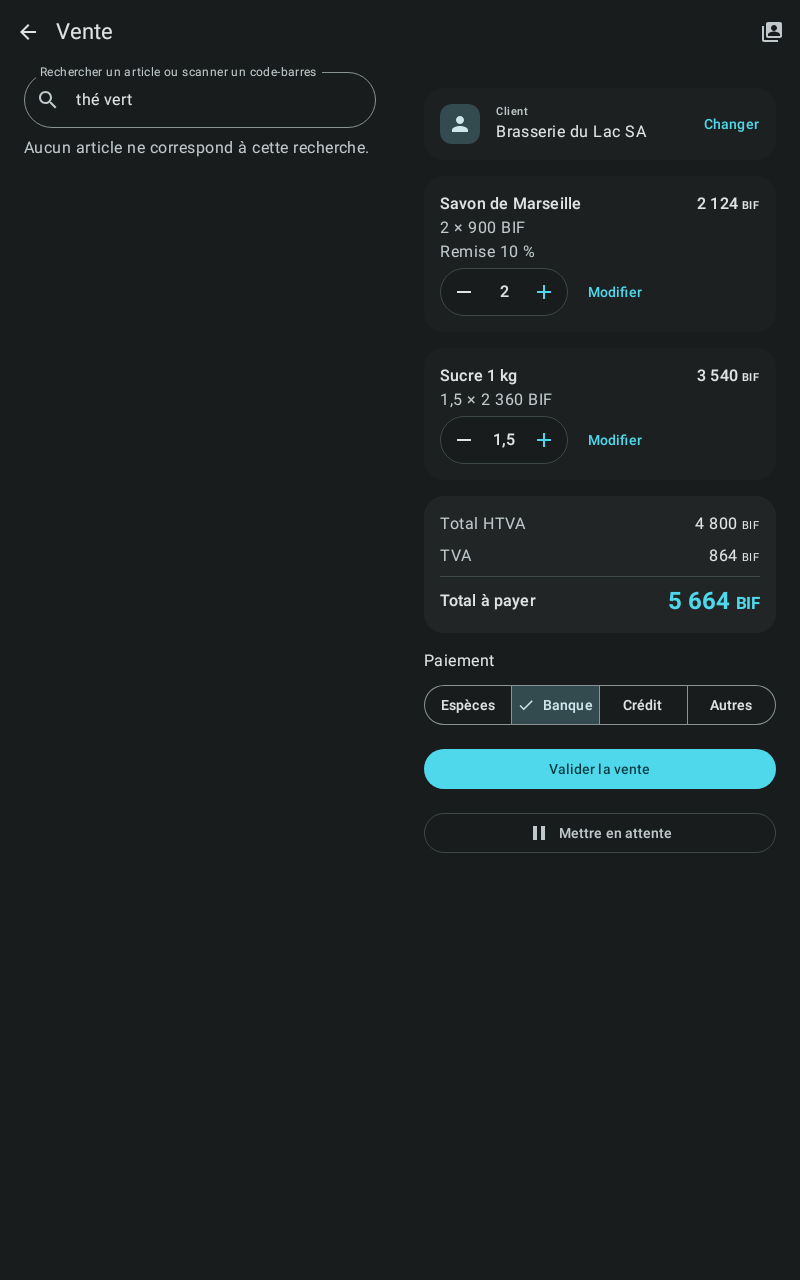 Vente
Rechercher un article ou scanner un code-barres
thé vert
Aucun article ne correspond à cette recherche.
Client
Brasserie du Lac SA
Changer
Savon de Marseille 2 124 BIF
2 × 900 BIF
Remise 10 %
2 Modifier
Sucre 1 kg 3 540 BIF
1,5 × 2 360 BIF
1,5 Modifier
Total HTVA 4 800 BIF
TVA 864 BIF
Total à payer 5 664 BIF
Paiement
Espèces Banque Crédit Autres
Valider la vente
Mettre en attente